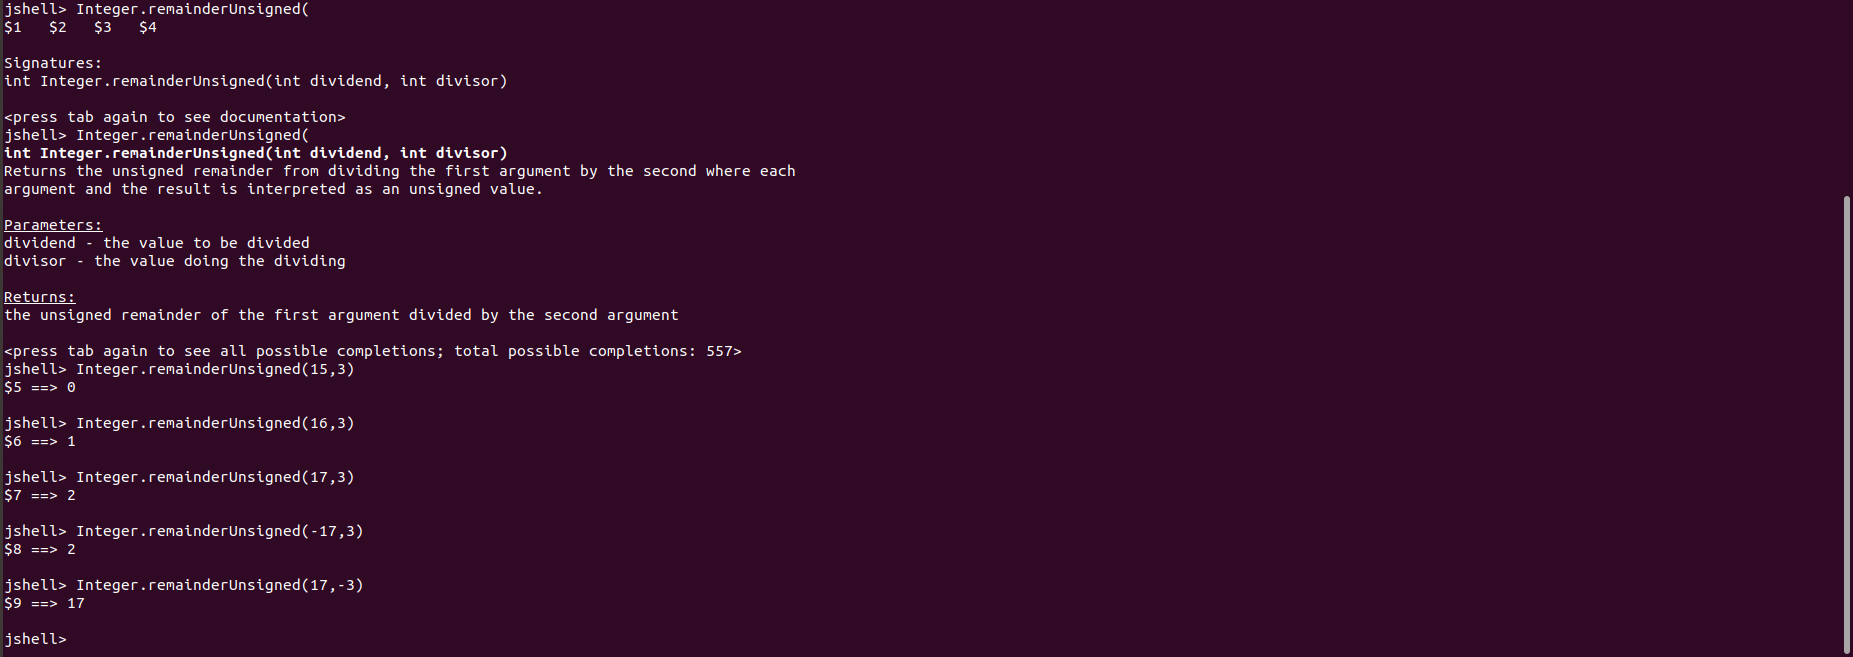 jshell> Integer.remainderUnsigned(
$1   $2   $3   $4
Signatures:
int Integer.remainderUnsigned(int dividend, int divisor)
<press tab again to see documentation>
jshell> Integer.remainderUnsigned(
int Integer.remainderUnsigned(int dividend, int divisor)
Returns the unsigned remainder from dividing the first argument by the second where each
argument and the result is interpreted as an unsigned value.
Parameters:
dividend - the value to be divided
divisor - the value doing the dividing
Returns:
the unsigned remainder of the first argument divided by the second argument
<press tab again to see all possible completions; total possible completions: 557>
jshell> Integer.remainderUnsigned(15,3)
$5 ==> 0
jshell> Integer.remainderUnsigned(16,3)
$6 ==> 1
jshell> Integer.remainderUnsigned(17,3)
$7 ==> 2
jshell> Integer.remainderUnsigned(-17,3)
$8 ==> 2
jshell> Integer.remainderUnsigned(17,-3)
$9 ==> 17
jshell>